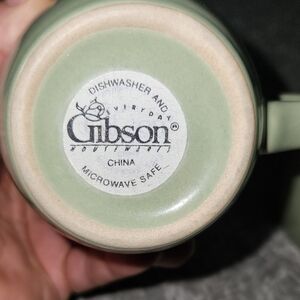 DISHWASHER AND
EVERYDAY
Gibson®
HOUSEWARES
CHINA
MICROWAVE SAFE